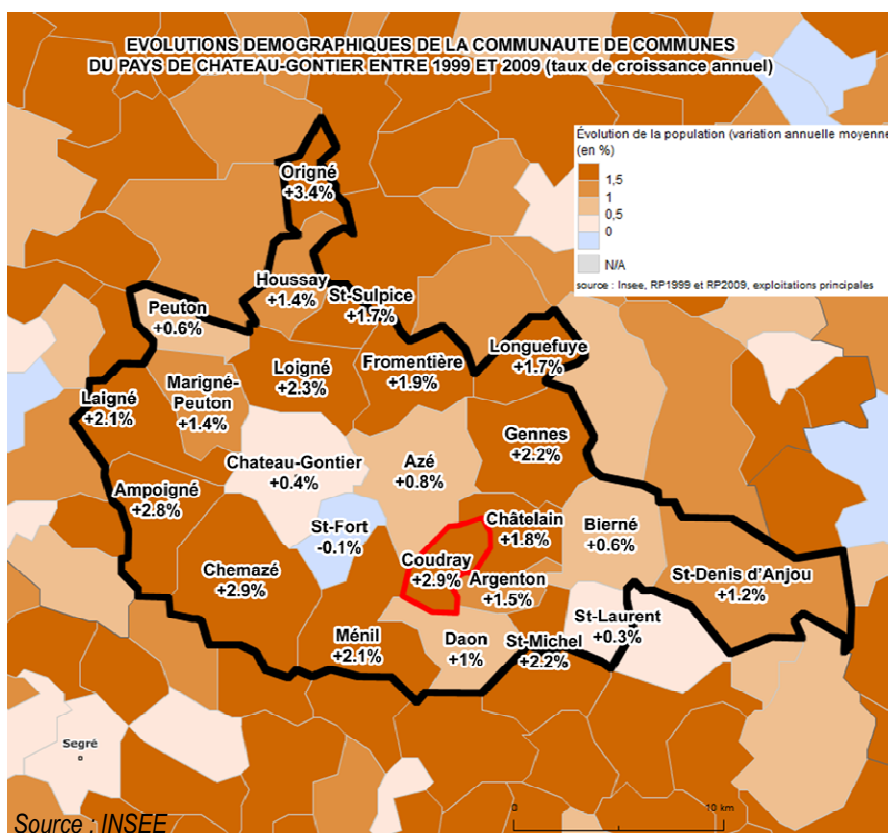 EVOLUTIONS DEMOGRAPHIQUES DE LA COMMUNAUTE DE COMMUNES
DU PAYS DE CHATEAU-GONTIER ENTRE 1999 ET 2009 (taux de croissance annuel)
Évolution de la population (variation annuelle moyenne
(en %)
1,5
1
0,5
0
N/A
source : Insee, RP1999 et RP2009, exploitations principales
Origné
+3.4%
Houssay
+1.4%
St-Sulpice
+1.7%
Peuton
+0.6%
Longuefuye
+1.7%
Loigné
+2.3%
Fromentière
+1.9%
Marigné-
Peuton
+1.4%
Laigné
+2.1%
Gennes
+2.2%
Chateau-Gontier
+0.4%
Azé
+0.8%
Ampoigné
+2.8%
St-Fort
-0.1%
Châtelain
+1.8%
Bierné
+0.6%
Chemazé
+2.9%
Coudray
+2.9%
Argenton
+1.5%
St-Denis d'Anjou
+1.2%
St-Laurent
+0.3%
Ménil
+2.1%
Daon
+1%
St-Michel
+2.2%
Segré
0
10 km
Source : INSEE